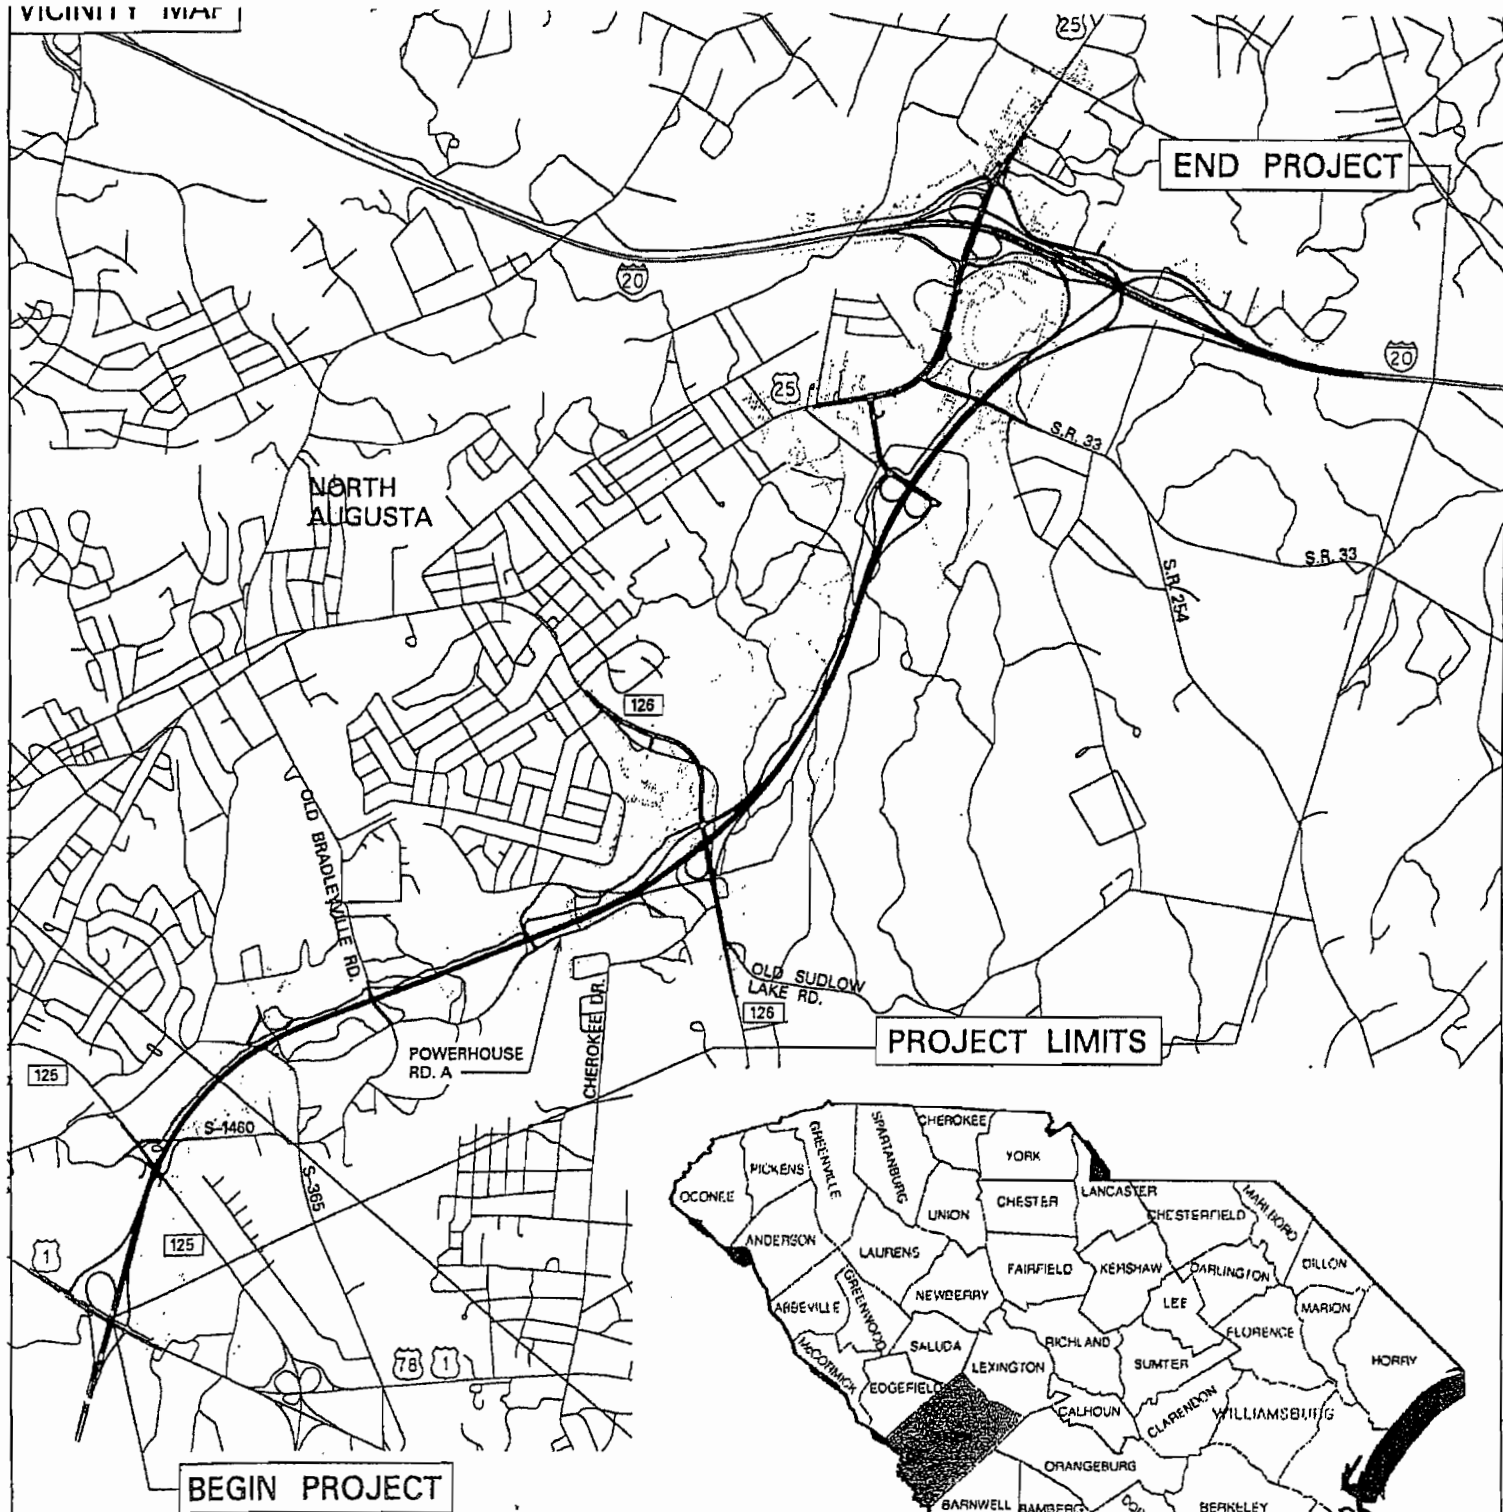 VICINITY MAP
25
END PROJECT
20
20
25
S.R. 33
NORTH
AUGUSTA
S.R. 33
S.R. 254
126
OLD BRADLEYVILLE RD.
OLD SUDLOW
LAKE RD.
126
CHEROKEE DR.
PROJECT LIMITS
POWERHOUSE
RD. A
125
S-1460
S-365
125
1
78 1
BEGIN PROJECT
CHEROKEE
SPARTANBURG
GREENVILLE
YORK
PICKENS
OCONEE
LANCASTER
CHESTER
UNION
CHESTERFIELD
MARLBORO
ANDERSON
LAURENS
FAIRFIELD
KERSHAW
DARLINGTON
DILLON
NEWBERRY
LEE
ABBEVILLE
GREENWOOD
MARION
FLORENCE
SALUDA
RICHLAND
MCCORMICK
LEXINGTON
SUMTER
HORRY
EDGEFIELD
CALHOUN
CLARENDON
WILLIAMSBURG
ORANGEBURG
BARNWELL
BAMBERG
BERKELEY